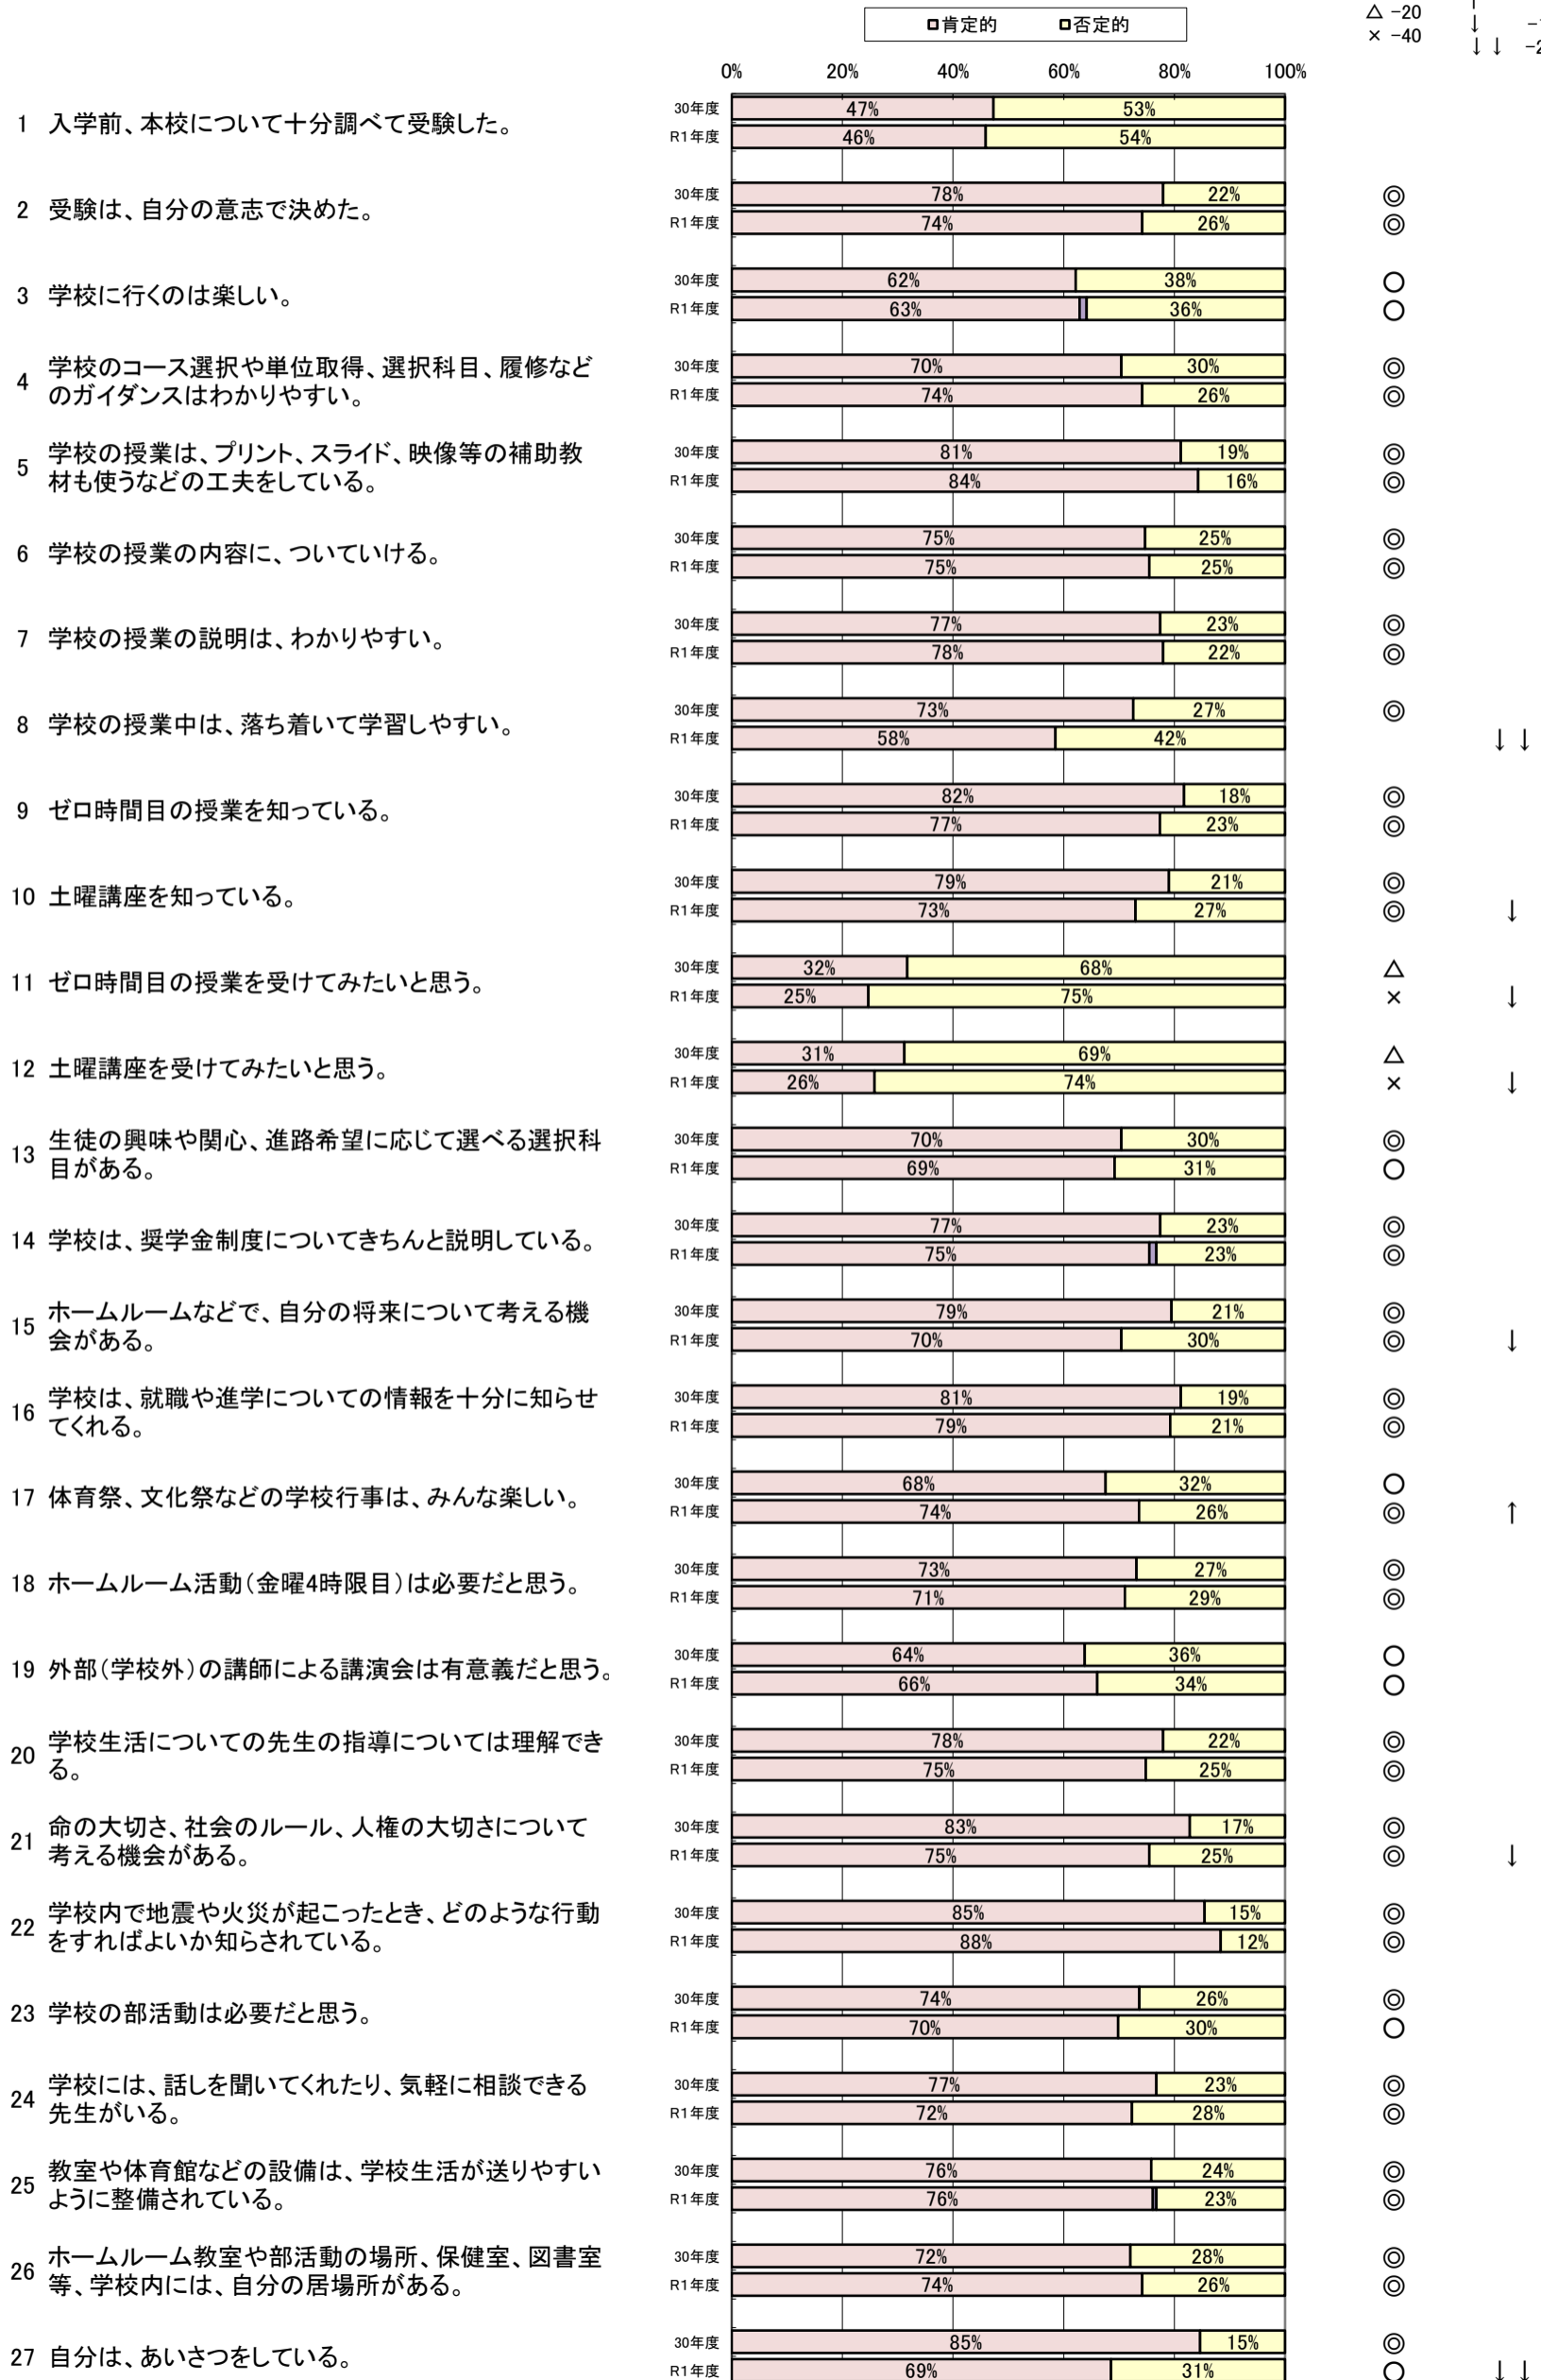 肯定的 否定的
△ -20
× -40
↓
↓ ↓
0% 20% 40% 60% 80% 100%
1 入学前、本校について十分調べて受験した。
30年度 47% 53%
R1年度 46% 54%
2 受験は、自分の意志で決めた。
30年度 78% 22% ◎
R1年度 74% 26% ◎
3 学校に行くのは楽しい。
30年度 62% 38% ○
R1年度 63% 36% ○
4 学校のコース選択や単位取得、選択科目、履修など
のガイダンスはわかりやすい。
30年度 70% 30% ◎
R1年度 74% 26% ◎
5 学校の授業は、プリント、スライド、映像等の補助教
材も使うなどの工夫をしている。
30年度 81% 19% ◎
R1年度 84% 16% ◎
6 学校の授業の内容に、ついていける。
30年度 75% 25% ◎
R1年度 75% 25% ◎
7 学校の授業の説明は、わかりやすい。
30年度 77% 23% ◎
R1年度 78% 22% ◎
8 学校の授業中は、落ち着いて学習しやすい。
30年度 73% 27% ◎
R1年度 58% 42% ↓ ↓
9 ゼロ時間目の授業を知っている。
30年度 82% 18% ◎
R1年度 77% 23% ◎
10 土曜講座を知っている。
30年度 79% 21% ◎
R1年度 73% 27% ◎ ↓
11 ゼロ時間目の授業を受けてみたいと思う。
30年度 32% 68% △
R1年度 25% 75% × ↓
12 土曜講座を受けてみたいと思う。
30年度 31% 69% △
R1年度 26% 74% × ↓
13 生徒の興味や関心、進路希望に応じて選べる選択科
目がある。
30年度 70% 30% ◎
R1年度 69% 31% ○
14 学校は、奨学金制度についてきちんと説明している。
30年度 77% 23% ◎
R1年度 75% 23% ◎
15 ホームルームなどで、自分の将来について考える機
会がある。
30年度 79% 21% ◎
R1年度 70% 30% ◎ ↓
16 学校は、就職や進学についての情報を十分に知らせ
てくれる。
30年度 81% 19% ◎
R1年度 79% 21% ◎
17 体育祭、文化祭などの学校行事は、みんな楽しい。
30年度 68% 32% ○
R1年度 74% 26% ◎ ↑
18 ホームルーム活動(金曜4時限目)は必要だと思う。
30年度 73% 27% ◎
R1年度 71% 29% ◎
19 外部(学校外)の講師による講演会は有意義だと思う。
30年度 64% 36% ○
R1年度 66% 34% ○
20 学校生活についての先生の指導については理解でき
る。
30年度 78% 22% ◎
R1年度 75% 25% ◎
21 命の大切さ、社会のルール、人権の大切さについて
考える機会がある。
30年度 83% 17% ◎
R1年度 75% 25% ◎ ↓
22 学校内で地震や火災が起こったとき、どのような行動
をすればよいか知らされている。
30年度 85% 15% ◎
R1年度 88% 12% ◎
23 学校の部活動は必要だと思う。
30年度 74% 26% ◎
R1年度 70% 30% ○
24 学校には、話しを聞いてくれたり、気軽に相談できる
先生がいる。
30年度 77% 23% ◎
R1年度 72% 28% ◎
25 教室や体育館などの設備は、学校生活が送りやすい
ように整備されている。
30年度 76% 24% ◎
R1年度 76% 23% ◎
26 ホームルーム教室や部活動の場所、保健室、図書室
等、学校内には、自分の居場所がある。
30年度 72% 28% ◎
R1年度 74% 26% ◎
27 自分は、あいさつをしている。
30年度 85% 15% ◎
R1年度 69% 31% ○ ↓ ↓